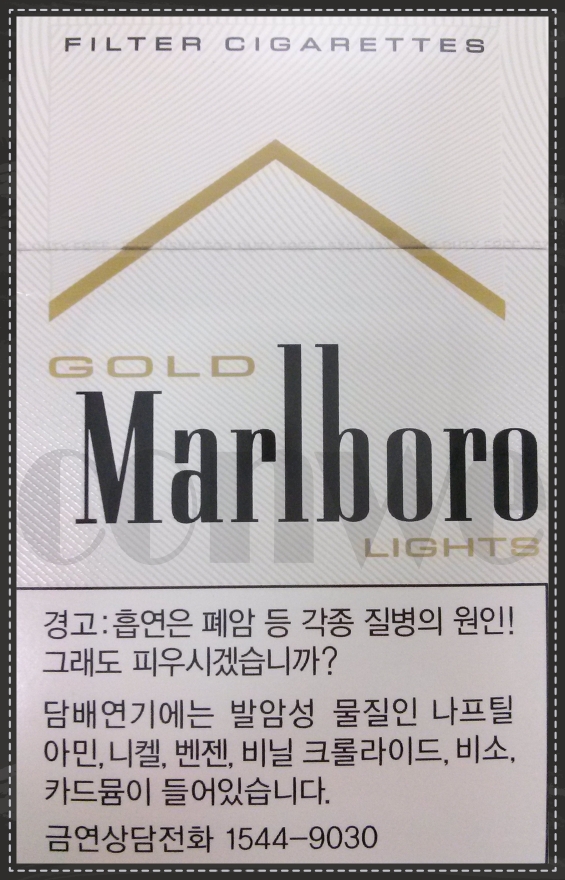 FILTER CIGARETTES
GOLD
Marlboro
LIGHTS
경고:흡연은 폐암 등 각종 질병의 원인!
그래도 피우시겠습니까?
담배연기에는 발암성 물질인 나프틸
아민,니켈,벤젠,비닐 크롤라이드,비소,
카드뮴이 들어있습니다.
금연상담전화 1544-9030